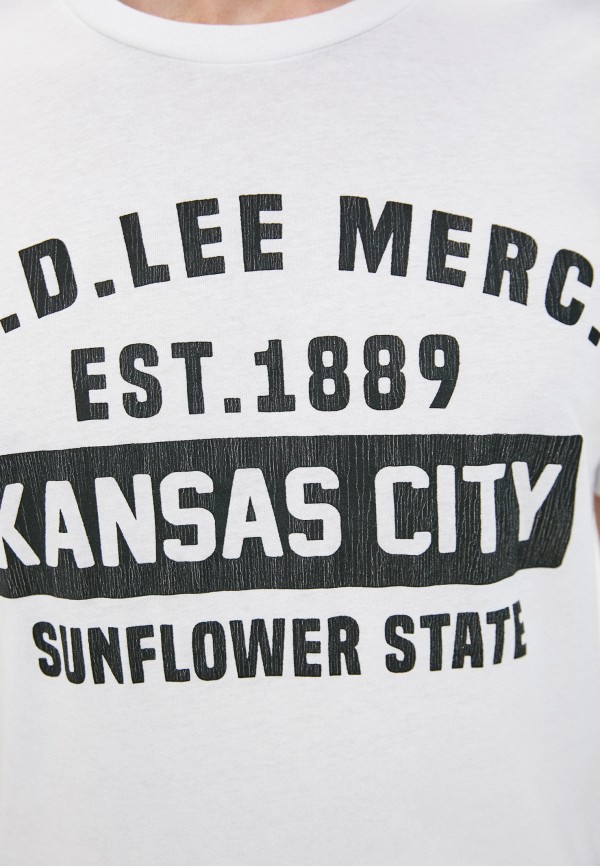 .D.LEE MERC.
EST.1889
KANSAS CITY
SUNFLOWER STATE